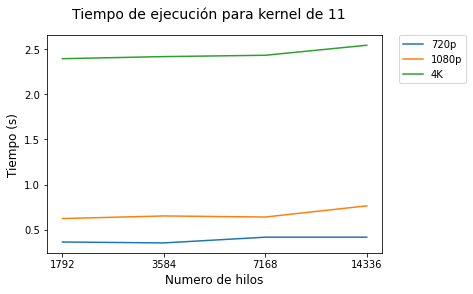 Tiempo de ejecución para kernel de 11
720p
1080p
4K
2.5
2.0
1.5
1.0
0.5
Tiempo (s)
1792
3584
7168
14336
Numero de hilos